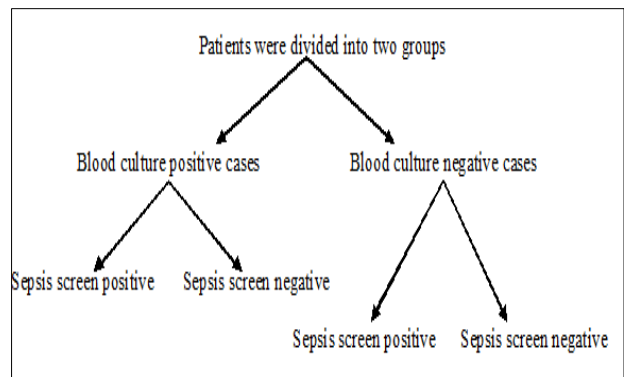 Patients were divided into two groups
Blood culture positive cases
Blood culture negative cases
Sepsis screen positive
Sepsis screen negative
Sepsis screen positive
Sepsis screen negative